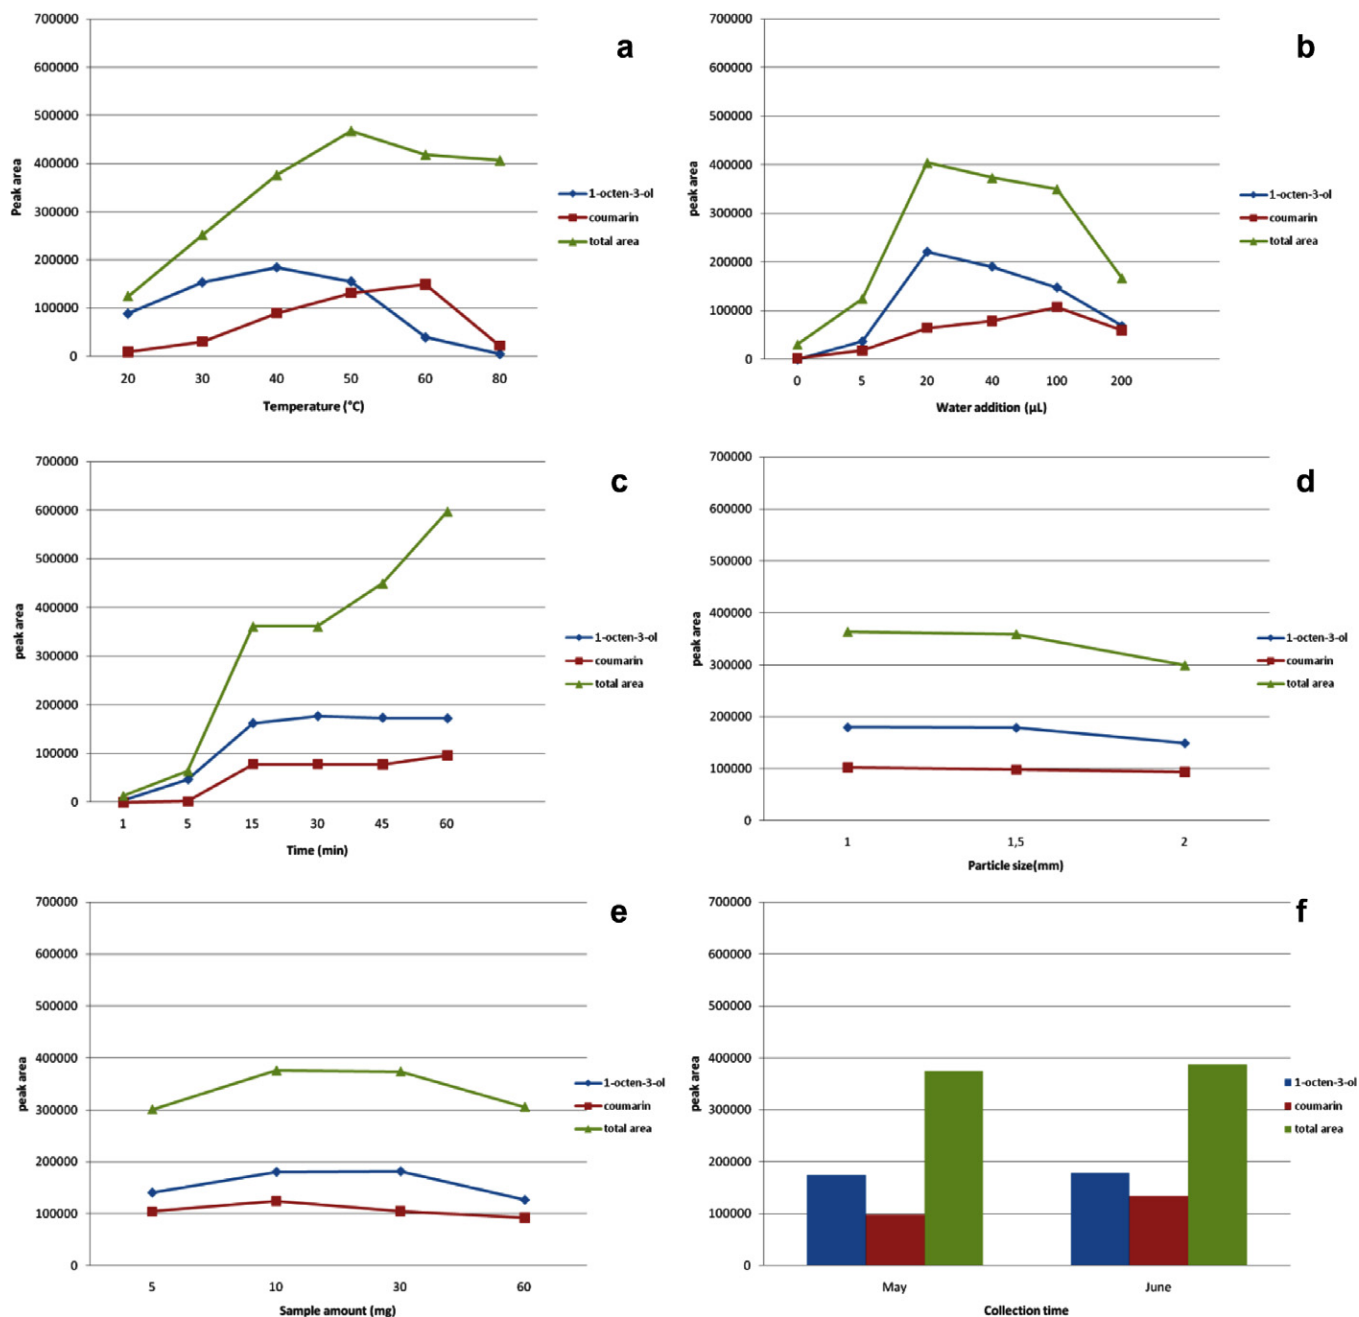 a
700000
600000
500000
400000
300000
200000
100000
0
Peak area
20 30 40 50 60 80
Temperature (°C)
1-octen-3-ol
coumarin
total area
b
700000
600000
500000
400000
300000
200000
100000
0
peak area
0 5 20 40 100 200
Water addition (µL)
1-octen-3-ol
coumarin
total area
c
700000
600000
500000
400000
300000
200000
100000
0
peak area
1 5 15 30 45 60
Time (min)
1-octen-3-ol
coumarin
total area
d
700000
600000
500000
400000
300000
200000
100000
0
peak area
1 1,5 2
Particle size(mm)
1-octen-3-ol
coumarin
total area
e
700000
600000
500000
400000
300000
200000
100000
0
peak area
5 10 30 60
Sample amount (mg)
1-octen-3-ol
coumarin
total area
f
700000
600000
500000
400000
300000
200000
100000
0
peak area
May June
Collection time
1-octen-3-ol
coumarin
total area